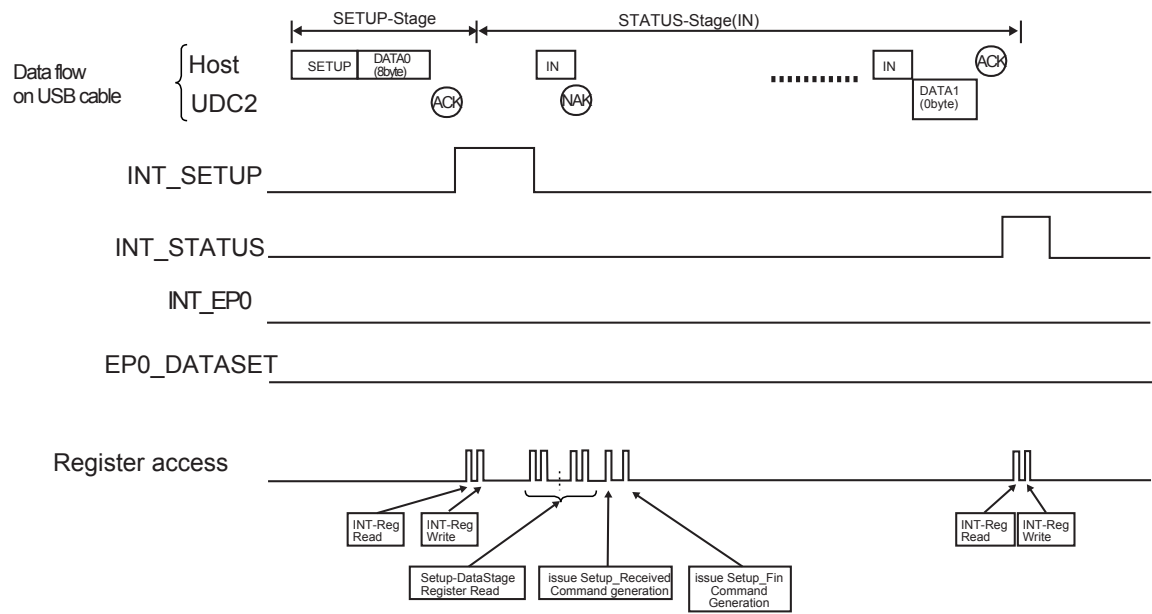 SETUP-Stage
STATUS-Stage(IN)
Data flow
on USB cable
Host
UDC2
SETUP
DATA0
(8byte)
ACK
IN
NAK
IN
DATA1
(0byte)
ACK
INT_SETUP
INT_STATUS
INT_EP0
EP0_DATASET
Register access
INT-Reg
Read
INT-Reg
Write
Setup-DataStage
Register Read
issue Setup_Received
Command generation
issue Setup_Fin
Command
Generation
INT-Reg
Read
INT-Reg
Write